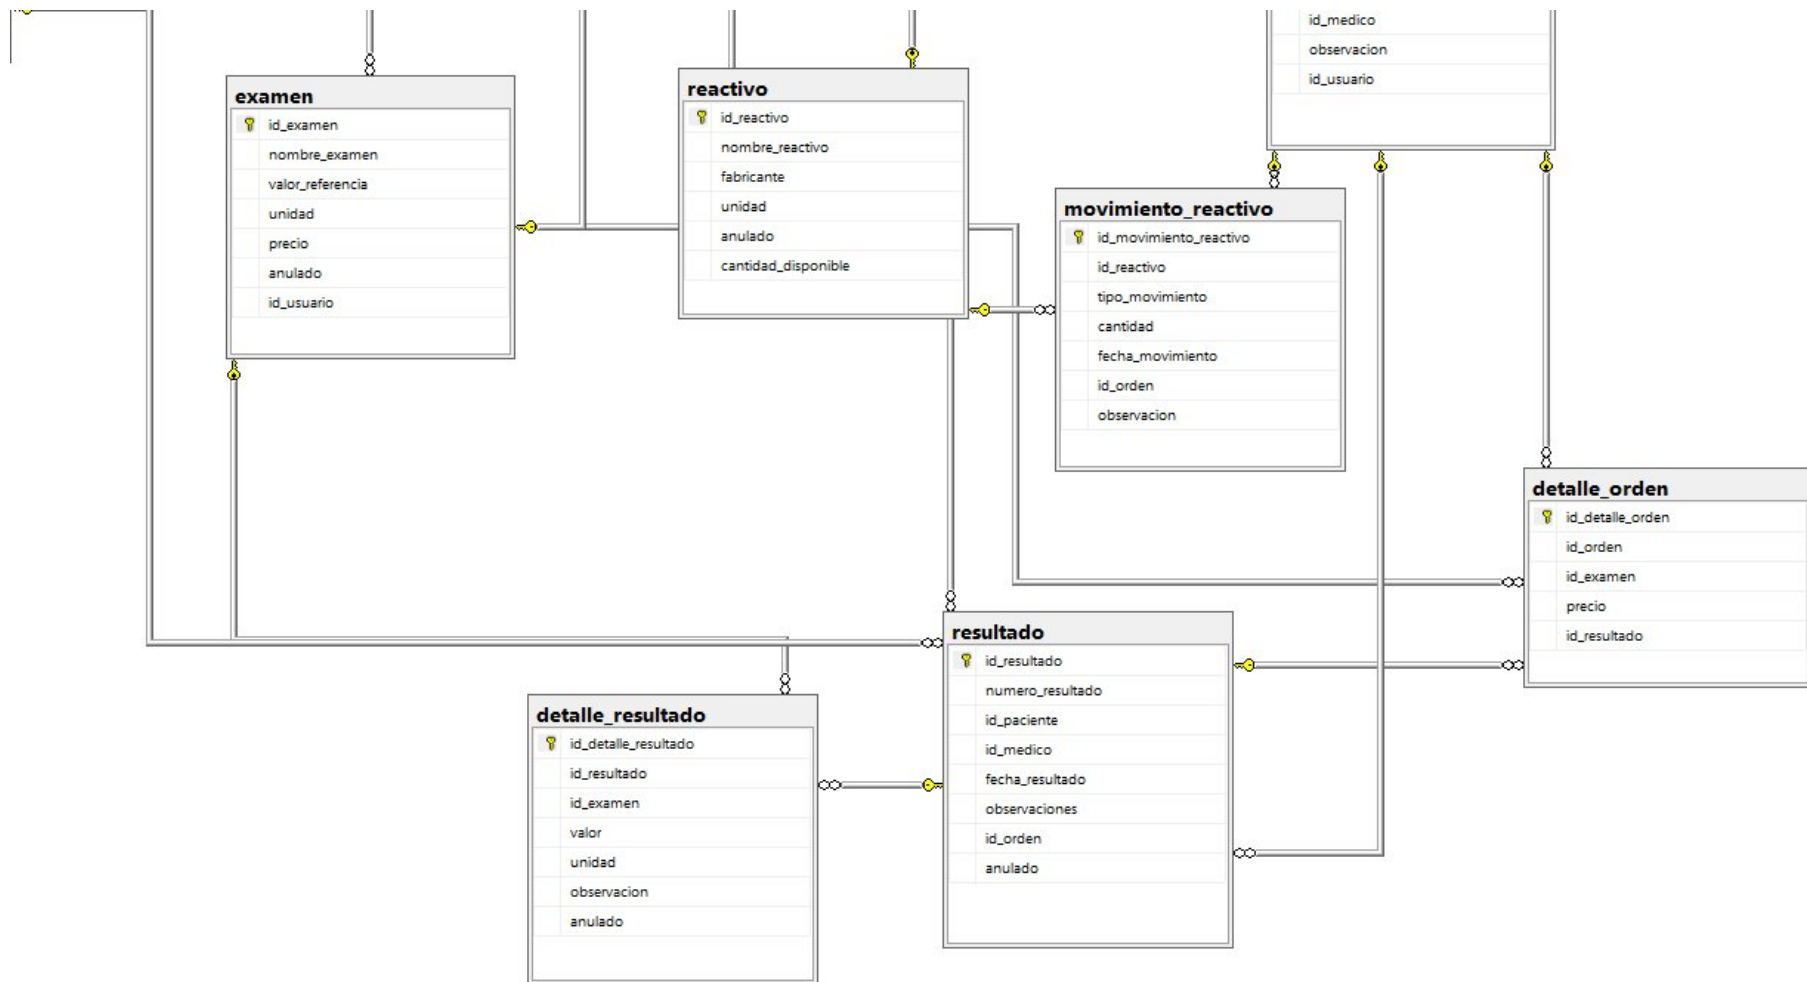 id_medico
observacion
id_usuario
examen
id_examen
nombre_examen
valor_referencia
unidad
precio
anulado
id_usuario
reactivo
id_reactivo
nombre_reactivo
fabricante
unidad
anulado
cantidad_disponible
movimiento_reactivo
id_movimiento_reactivo
id_reactivo
tipo_movimiento
cantidad
fecha_movimiento
id_orden
observacion
detalle_orden
id_detalle_orden
id_orden
id_examen
precio
id_resultado
resultado
id_resultado
numero_resultado
id_paciente
id_medico
fecha_resultado
observaciones
id_orden
anulado
detalle_resultado
id_detalle_resultado
id_resultado
id_examen
valor
unidad
observacion
anulado